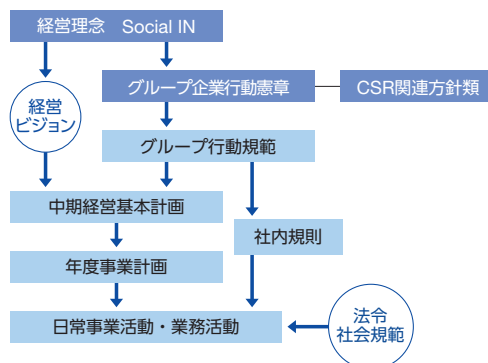 経営理念 Social IN
グループ企業行動憲章
CSR関連方針類
経営
ビジョン
グループ行動規範
中期経営基本計画
社内規則
年度事業計画
日常事業活動・業務活動
法令
社会規範